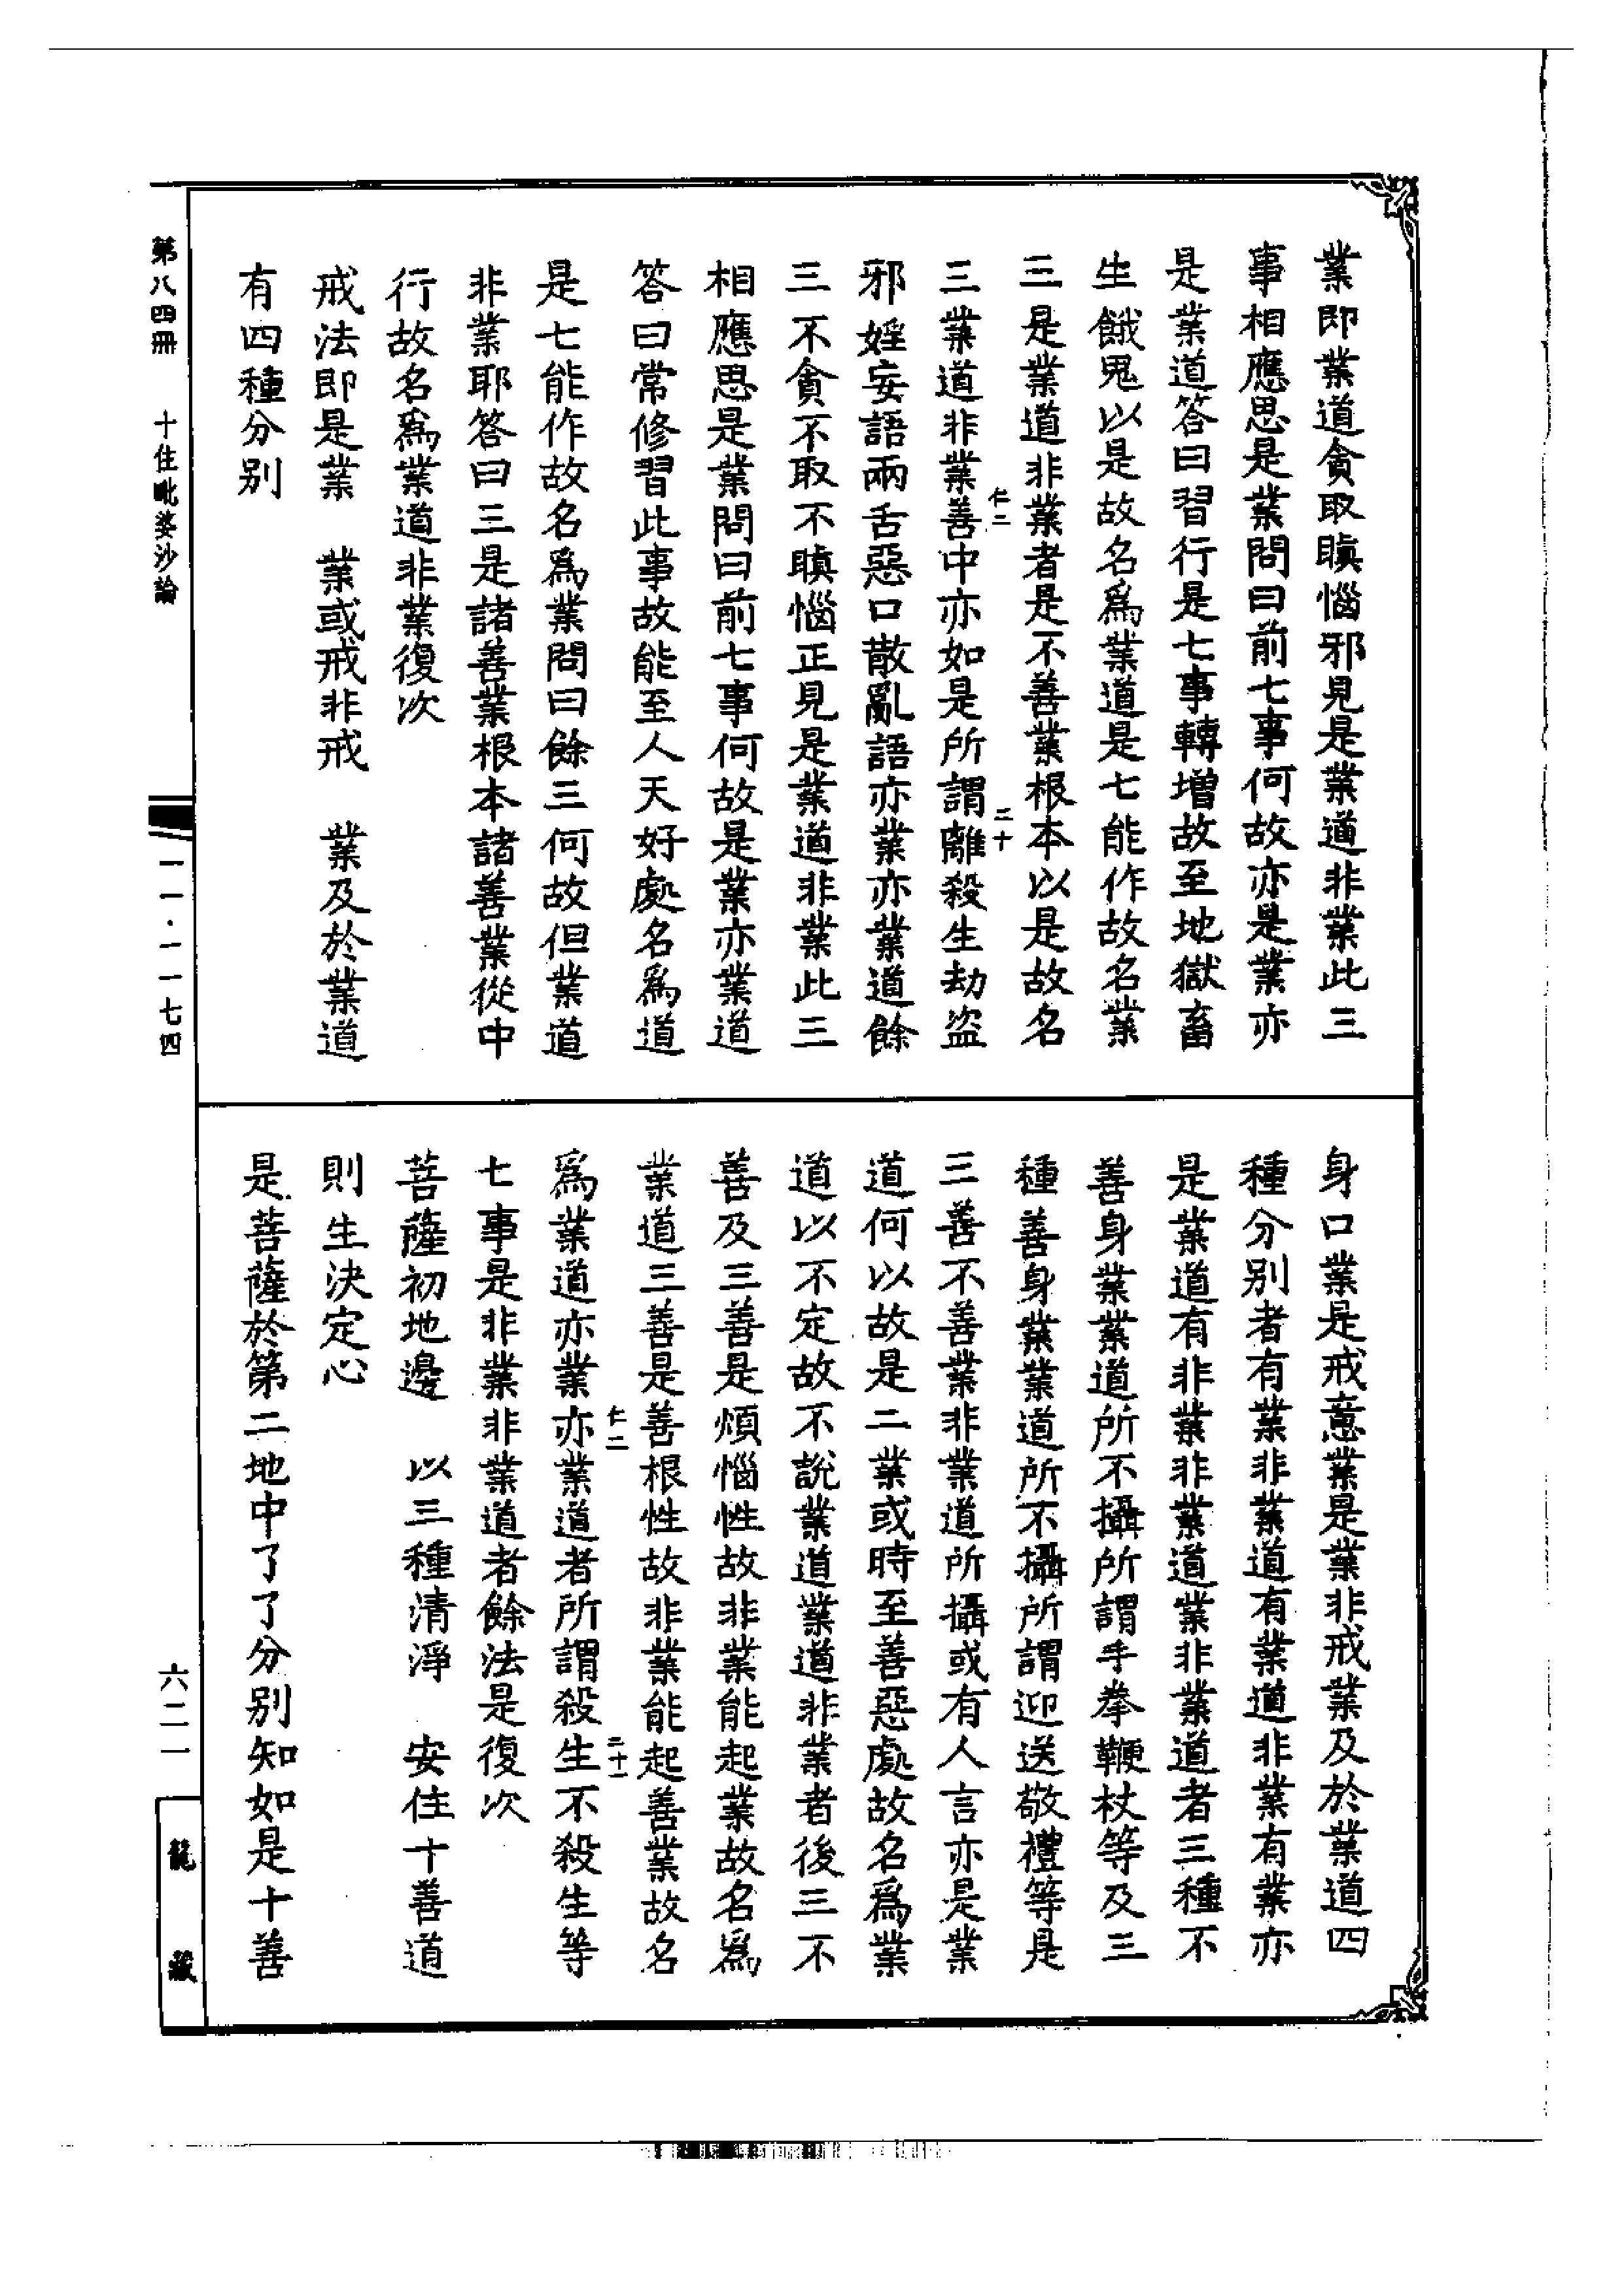 業即業道貪取瞋惱邪見是業道非業此三
事相應思是業問曰前七事何故亦是業亦
是業道答曰習行是七事轉增故至地獄畜
生餓鬼以是故名爲業道是七能作故名業
三是業道非業者是不善業根本以是故名
仁二
二十
三業道非業善中亦如是所謂離殺生劫盜
邪婬妄語兩舌惡口散亂語亦業亦業道餘
三不貪不取不瞋惱正見是業道非業此三
相應思是業問曰前七事何故是業亦業道
答曰常修習此事故能至人天好處名爲道
是七能作故名爲業問曰餘三何故但業道
非業耶答曰三是諸善業根本諸善業從中
行故名爲業道非業復次
戒法即是業　業或戒非戒　業及於業道
有四種分別
身口業是戒意業是業非戒業及於業道四
種分別者有業非業道有業道非業有業亦
是業道有非業非業道業非業道者三種不
善身業業道所不攝所謂手拳鞭杖等及三
種善身業業道所不攝所謂迎送敬禮等是
三善不善業非業道所攝或有人言亦是業
道何以故是二業或時至善惡處故名爲業
道以不定故不說業道業道非業者後三不
善及三善是煩惱性故非業能起業故名爲
業道三善是善根性故非業能起善業故名
仁二
二十一
爲業道亦業亦業道者所謂殺生不殺生等
七事是非業非業道者餘法是復次
菩薩初地邊　以三種清淨　安住十善道
則生決定心
是菩薩於第二地中了了分別知如是十善
第八四冊　十住毗婆沙論
一一·一一七四
六二一
龍藏